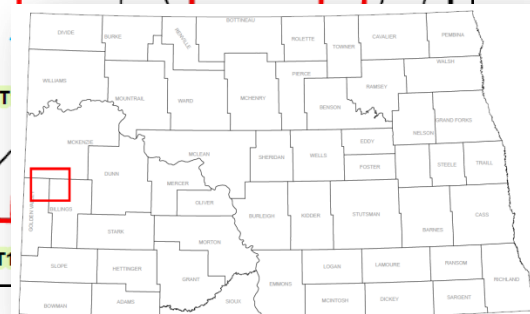 BOTTINEAU
DIVIDE
BURKE
RENVILLE
ROLETTE
TOWNER
CAVALIER
PEMBINA
WALSH
PIERCE
WILLIAMS
MOUNTRAIL
WARD
MCHENRY
RAMSEY
BENSON
GRAND FORKS
NELSON
MCKENZIE
MCLEAN
EDDY
SHERIDAN
WELLS
FOSTER
STEELE
TRAILL
DUNN
MERCER
OLIVER
BILLINGS
BURLEIGH
KIDDER
STUTSMAN
CASS
BARNES
STARK
MORTON
SLOPE
HETTINGER
GRANT
LOGAN
LAMOURE
RANSOM
RICHLAND
EMMONS
SIOUX
BOWMAN
ADAMS
MCINTOSH
DICKEY
SARGENT